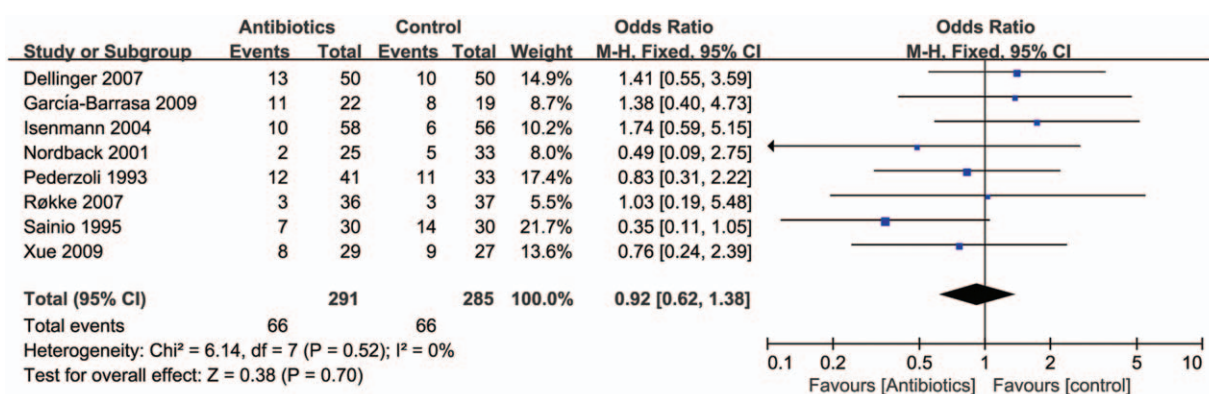 Antibiotics Control Odds Ratio Odds Ratio
Study or Subgroup Events Total Events Total Weight M-H, Fixed, 95% CI M-H, Fixed, 95% CI
Dellinger 2007 13 50 10 50 14.9% 1.41 [0.55, 3.59]
García-Barrasa 2009 11 22 8 19 8.7% 1.38 [0.40, 4.73]
Isenmann 2004 10 58 6 56 10.2% 1.74 [0.59, 5.15]
Nordback 2001 2 25 5 33 8.0% 0.49 [0.09, 2.75]
Pederzoli 1993 12 41 11 33 17.4% 0.83 [0.31, 2.22]
Røkke 2007 3 36 3 37 5.5% 1.03 [0.19, 5.48]
Sainio 1995 7 30 14 30 21.7% 0.35 [0.11, 1.05]
Xue 2009 8 29 9 27 13.6% 0.76 [0.24, 2.39]
Total (95% CI) 291 285 100.0% 0.92 [0.62, 1.38]
Total events 66 66
Heterogeneity: Chi² = 6.14, df = 7 (P = 0.52); I² = 0%
Test for overall effect: Z = 0.38 (P = 0.70)
0.1 0.2 0.5 1 2 5 10
Favours [Antibiotics] Favours [control]